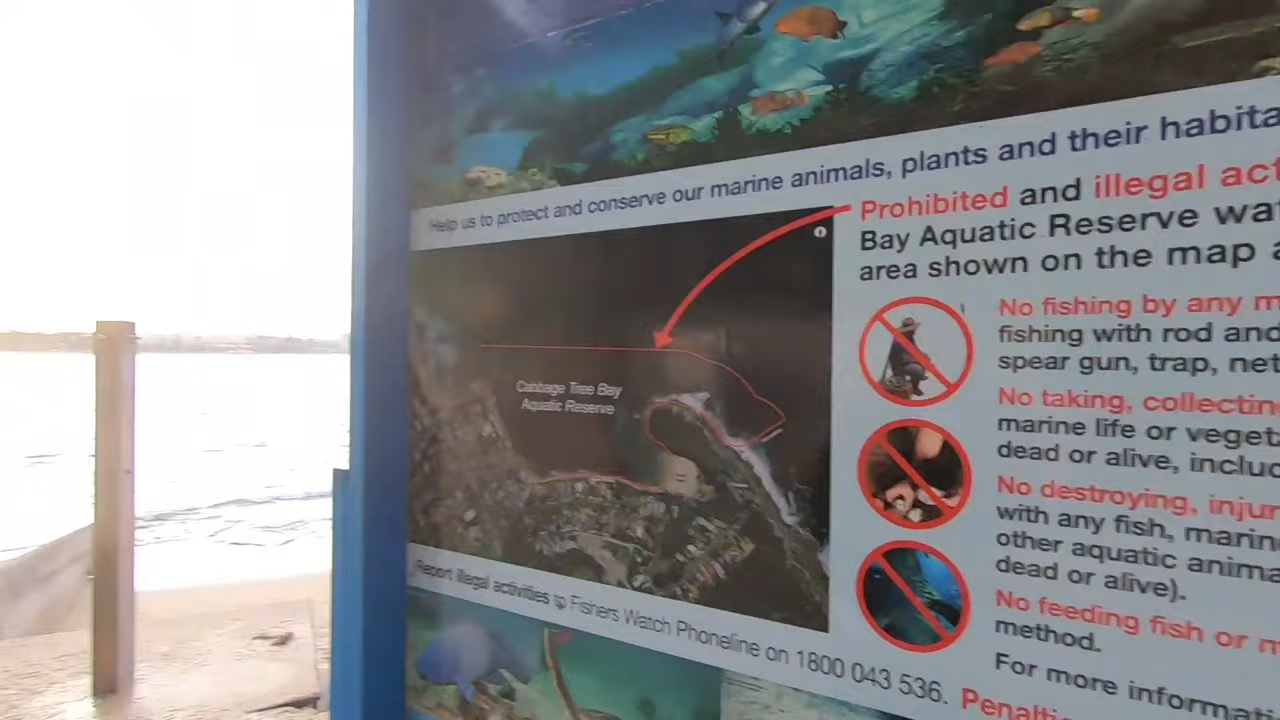 Help us to protect and conserve our marine animals, plants and their habita
Prohibited and illegal act
Bay Aquatic Reserve wa
area shown on the map a
Cabbage Tree Bay
Aquatic Reserve
No fishing by any m
fishing with rod and
spear gun, trap, net
No taking, collectin
marine life or veget
dead or alive, includ
No destroying, injur
with any fish, marin
other aquatic anima
dead or alive).
No feeding fish or m
method.
For more informati
Report illegal activities to Fishers Watch Phoneline on 1800 043 536. Penalti